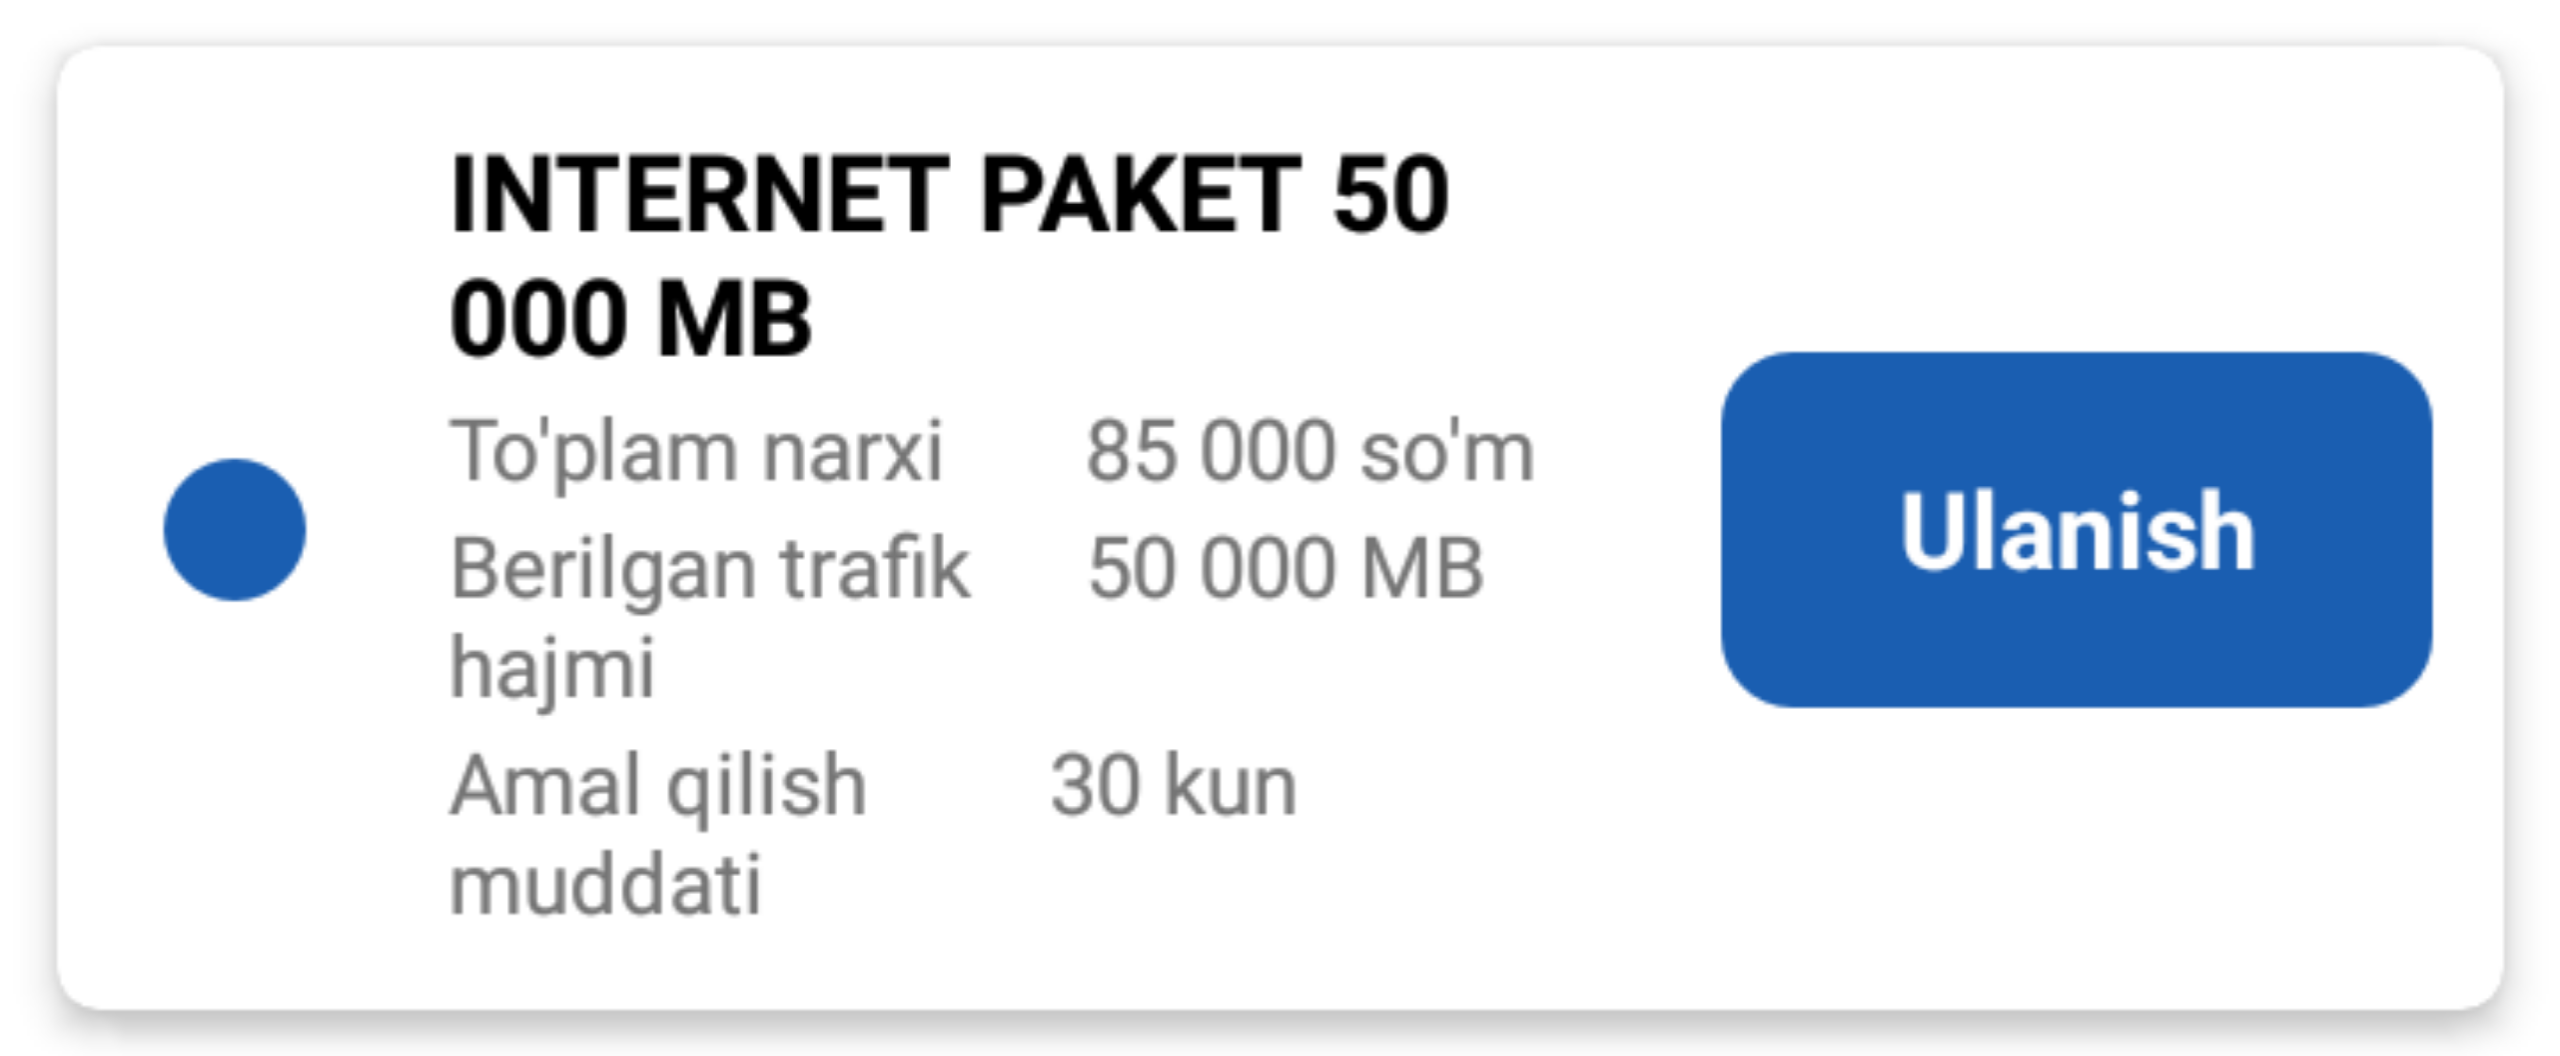 INTERNET PAKET 50
000 MB
To'plam narxi 85 000 so'm
Berilgan trafik 50 000 MB
hajmi
Amal qilish 30 kun
muddati
Ulanish